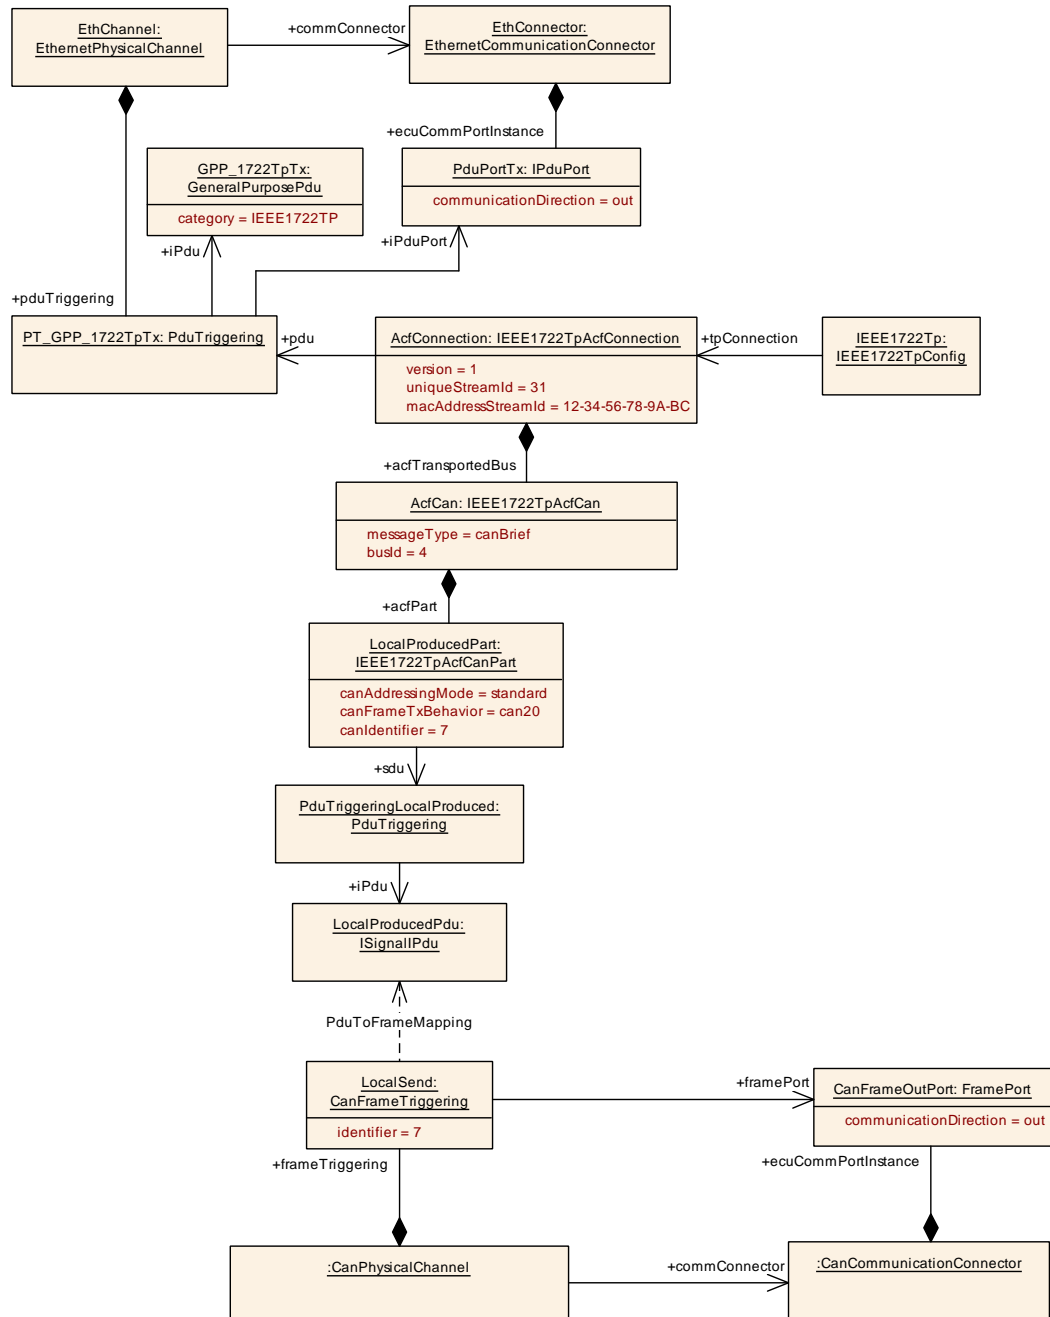 EthChannel:
EthernetPhysicalChannel
+commConnector
EthConnector:
EthernetCommunicationConnector
+ecuCommPortInstance
GPP_1722TpTx:
GeneralPurposePdu
category = IEEE1722TP
PduPortTx: IPduPort
communicationDirection = out
+iPdu
+iPduPort
+pduTriggering
PT_GPP_1722TpTx: PduTriggering
+pdu
AcfConnection: IEEE1722TpAcfConnection
version = 1
uniqueStreamId = 31
macAddressStreamId = 12-34-56-78-9A-BC
+tpConnection
IEEE1722Tp:
IEEE1722TpConfig
+acfTransportedBus
AcfCan: IEEE1722TpAcfCan
messageType = canBrief
busId = 4
+acfPart
LocalProducedPart:
IEEE1722TpAcfCanPart
canAddressingMode = standard
canFrameTxBehavior = can20
canIdentifier = 7
+sdu
PduTriggeringLocalProduced:
PduTriggering
+iPdu
LocalProducedPdu:
ISignalIPdu
PduToFrameMapping
LocalSend:
CanFrameTriggering
identifier = 7
+framePort
CanFrameOutPort: FramePort
communicationDirection = out
+frameTriggering
+ecuCommPortInstance
:CanPhysicalChannel
+commConnector
:CanCommunicationConnector